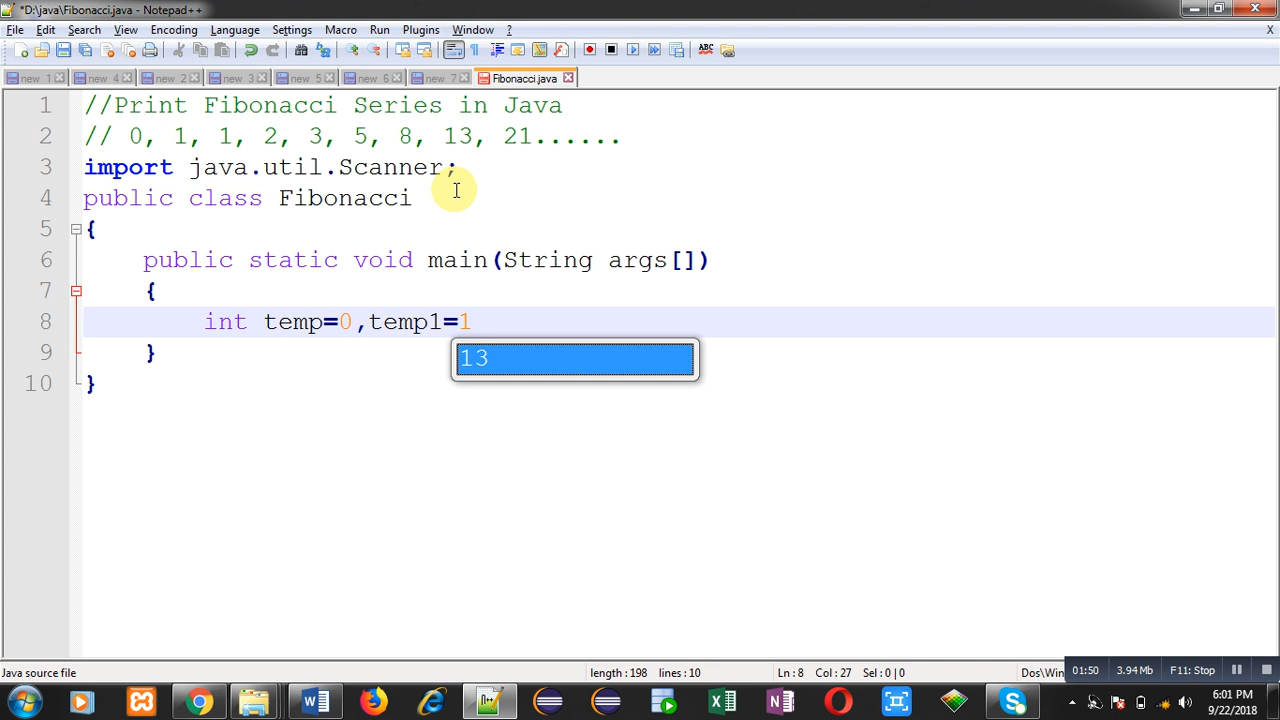 *D:\java\Fibonacci.java - Notepad++
File Edit Search View Encoding Language Settings Macro Run Plugins Window ? X
new 1 new 4 new 2 new 3 new 5 new 6 new 7 Fibonacci.java
1 //Print Fibonacci Series in Java
2 // 0, 1, 1, 2, 3, 5, 8, 13, 21......
3 import java.util.Scanner;
4 public class Fibonacci
5 {
6 public static void main(String args[])
7 {
8 int temp=0,temp1=1
13
9 }
10 }
Java source file length : 198 lines : 10 Ln : 8 Col : 27 Sel : 0 | 0 Dos\Win 01:50 3.94 Mb F11: Stop
6:01 PM
9/22/2018